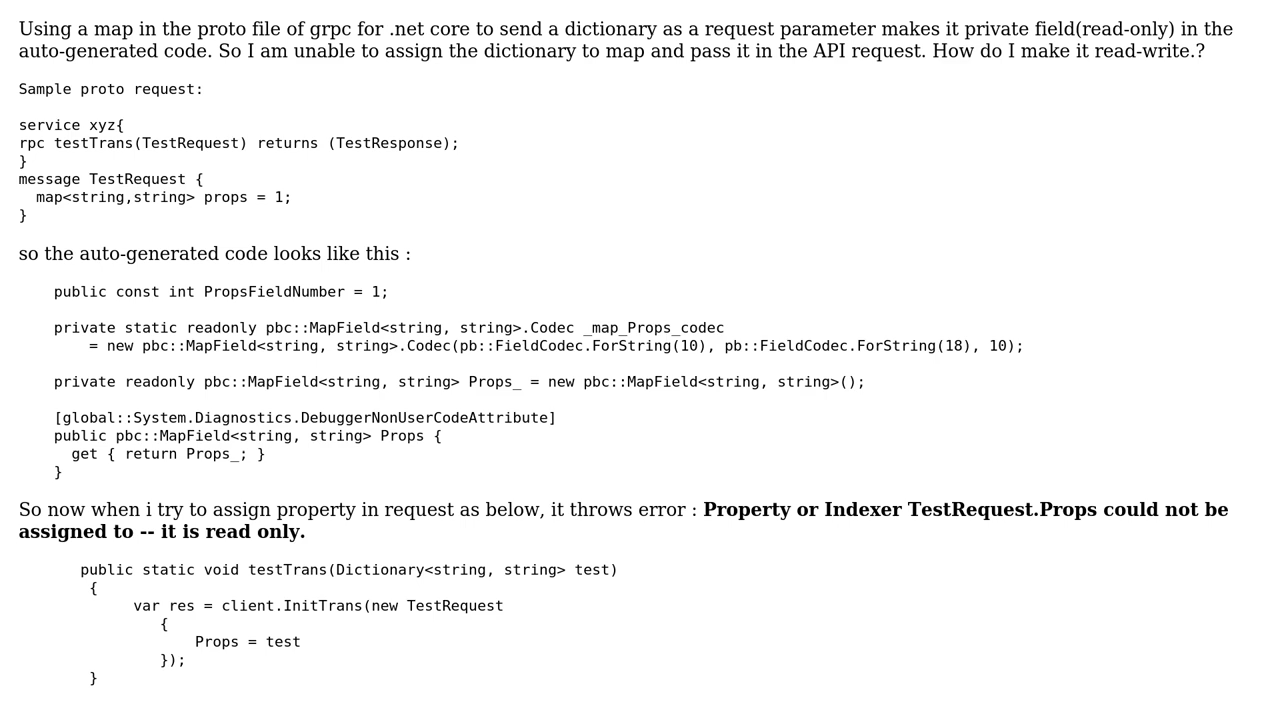 Using a map in the proto file of grpc for .net core to send a dictionary as a request parameter makes it private field(read-only) in the
auto-generated code. So I am unable to assign the dictionary to map and pass it in the API request. How do I make it read-write.?
Sample proto request:
service xyz{
rpc testTrans(TestRequest) returns (TestResponse);
}
message TestRequest {
  map<string,string> props = 1;
}
so the auto-generated code looks like this :
    public const int PropsFieldNumber = 1;
    private static readonly pbc::MapField<string, string>.Codec _map_Props_codec
        = new pbc::MapField<string, string>.Codec(pb::FieldCodec.ForString(10), pb::FieldCodec.ForString(18), 10);
    private readonly pbc::MapField<string, string> Props_ = new pbc::MapField<string, string>();
    [global::System.Diagnostics.DebuggerNonUserCodeAttribute]
    public pbc::MapField<string, string> Props {
      get { return Props_; }
    }
So now when i try to assign property in request as below, it throws error : Property or Indexer TestRequest.Props could not be
assigned to -- it is read only.
       public static void testTrans(Dictionary<string, string> test)
        {
             var res = client.InitTrans(new TestRequest
                {
                    Props = test
                });
        }